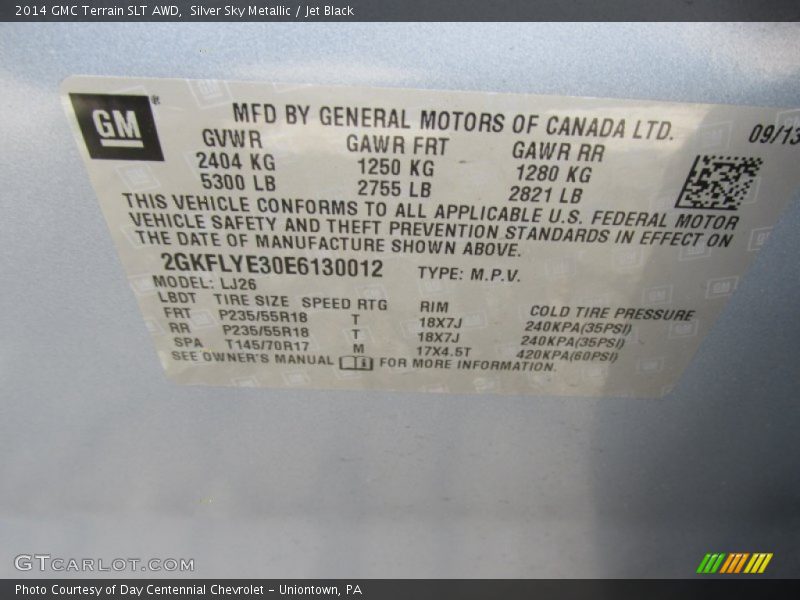 2014 GMC Terrain SLT AWD, Silver Sky Metallic / Jet Black
GM ®
MFD BY GENERAL MOTORS OF CANADA LTD. 09/13
GVWR GAWR FRT GAWR RR
2404 KG 1250 KG 1280 KG
5300 LB 2755 LB 2821 LB
THIS VEHICLE CONFORMS TO ALL APPLICABLE U.S. FEDERAL MOTOR
VEHICLE SAFETY AND THEFT PREVENTION STANDARDS IN EFFECT ON
THE DATE OF MANUFACTURE SHOWN ABOVE.
2GKFLYE30E6130012 TYPE: M.P.V.
MODEL: LJ26
LBDT TIRE SIZE SPEED RTG RIM COLD TIRE PRESSURE
FRT P235/55R18 T 18X7J 240KPA(35PSI)
RR P235/55R18 T 18X7J 240KPA(35PSI)
SPA T145/70R17 M 17X4.5T 420KPA(60PSI)
SEE OWNER'S MANUAL FOR MORE INFORMATION.
GTCARLOT.COM
Photo Courtesy of Day Centennial Chevrolet - Uniontown, PA